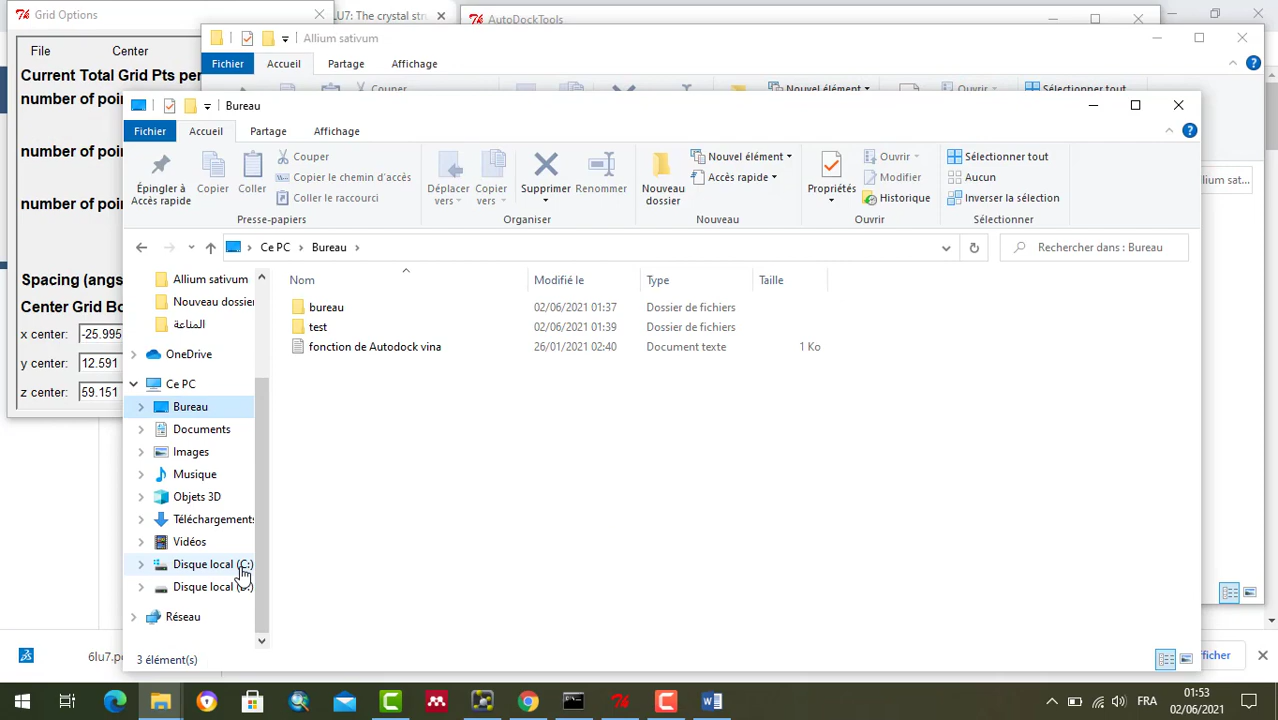 Grid Options
LU7: The crystal stru
AutoDockTools
File Center
Allium sativum
Fichier Accueil Partage Affichage
Current Total Grid Pts per
number of poin
number of poin
number of poin
Spacing (angs
Center Grid Bo
x center: -25.995
y center: 12.591
z center: 59.151
Couper
Nouvel élément
Ouvrir
Sélectionner tout
Bureau
Fichier Accueil Partage Affichage
Épingler à Accès rapide
Copier
Coller
Couper
Copier le chemin d'accès
Coller le raccourci
Presse-papiers
Déplacer vers
Copier vers
Supprimer
Renommer
Organiser
Nouveau dossier
Nouvel élément
Accès rapide
Nouveau
Propriétés
Ouvrir
Modifier
Historique
Ouvrir
Sélectionner tout
Aucun
Inverser la sélection
Sélectionner
llium sat...
Ce PC > Bureau >
Rechercher dans : Bureau
Allium sativum
Nouveau dossier
المناعة
OneDrive
Ce PC
Bureau
Documents
Images
Musique
Objets 3D
Téléchargements
Vidéos
Disque local (C:)
Disque local
Réseau
Nom Modifié le Type Taille
bureau 02/06/2021 01:37 Dossier de fichiers
test 02/06/2021 01:39 Dossier de fichiers
fonction de Autodock vina 26/01/2021 02:40 Document texte 1 Ko
3 élément(s)
6lu7.p
fficher
FRA
01:53
02/06/2021